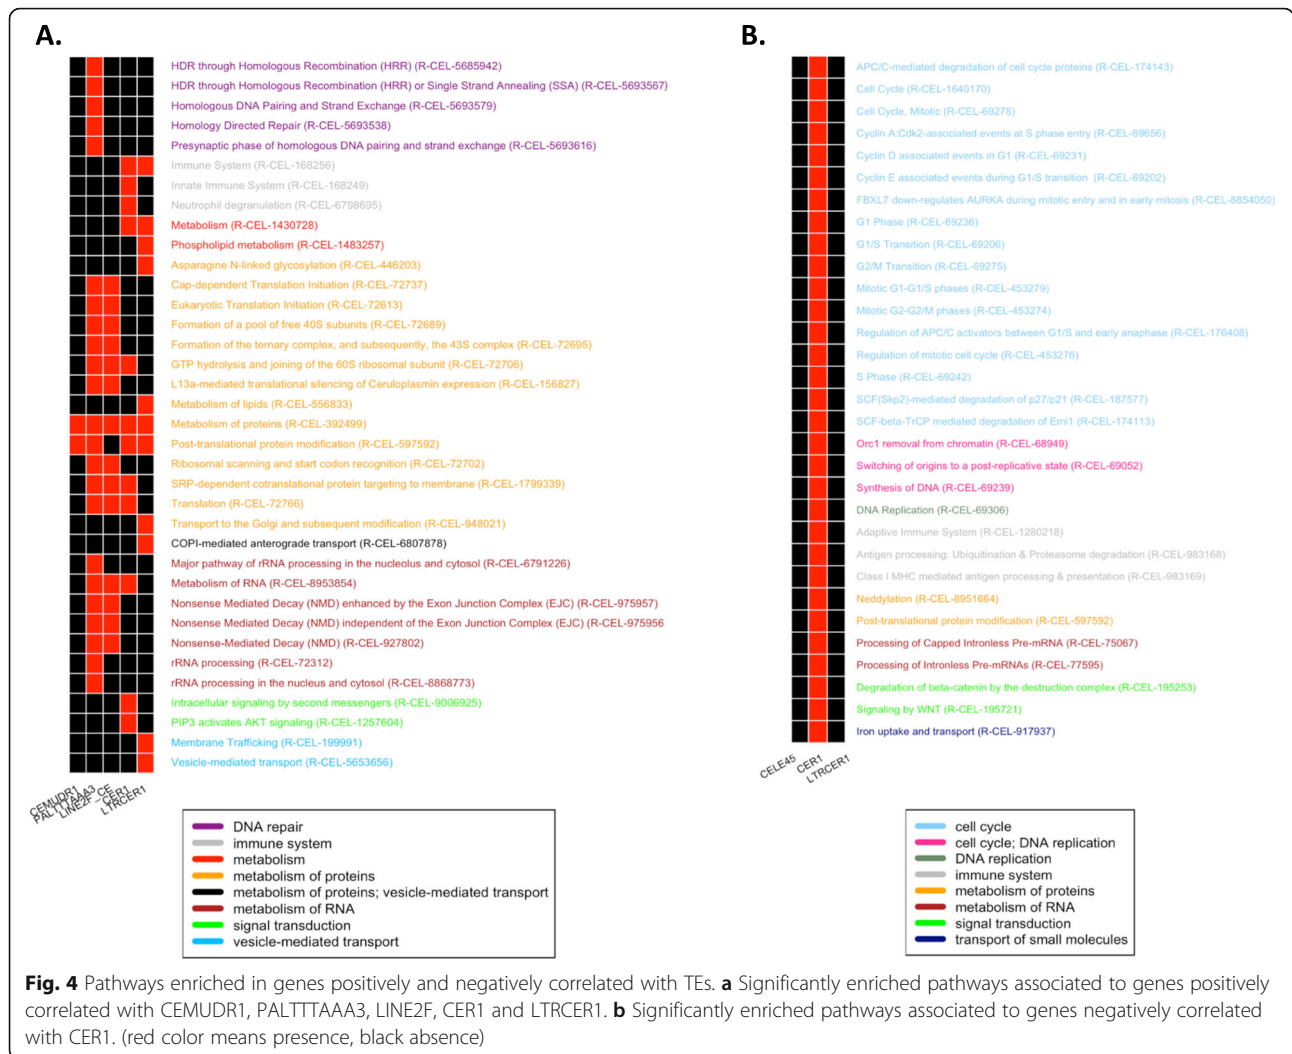 A.
HDR through Homologous Recombination (HRR) (R-CEL-5685942)
HDR through Homologous Recombination (HRR) or Single Strand Annealing (SSA) (R-CEL-5693567)
Homologous DNA Pairing and Strand Exchange (R-CEL-5693579)
Homology Directed Repair (R-CEL-5693538)
Presynaptic phase of homologous DNA pairing and strand exchange (R-CEL-5693616)
Immune System (R-CEL-168256)
Innate Immune System (R-CEL-168249)
Neutrophil degranulation (R-CEL-6798695)
Metabolism (R-CEL-1430728)
Phospholipid metabolism (R-CEL-1483257)
Asparagine N-linked glycosylation (R-CEL-446203)
Cap-dependent Translation Initiation (R-CEL-72737)
Eukaryotic Translation Initiation (R-CEL-72613)
Formation of a pool of free 40S subunits (R-CEL-72689)
Formation of the ternary complex, and subsequently, the 43S complex (R-CEL-72695)
GTP hydrolysis and joining of the 60S ribosomal subunit (R-CEL-72706)
L13a-mediated translational silencing of Ceruloplasmin expression (R-CEL-156827)
Metabolism of lipids (R-CEL-556833)
Metabolism of proteins (R-CEL-392499)
Post-translational protein modification (R-CEL-597592)
Ribosomal scanning and start codon recognition (R-CEL-72702)
SRP-dependent cotranslational protein targeting to membrane (R-CEL-1799339)
Translation (R-CEL-72766)
Transport to the Golgi and subsequent modification (R-CEL-948021)
COPI-mediated anterograde transport (R-CEL-6807878)
Major pathway of rRNA processing in the nucleolus and cytosol (R-CEL-6791226)
Metabolism of RNA (R-CEL-8953854)
Nonsense Mediated Decay (NMD) enhanced by the Exon Junction Complex (EJC) (R-CEL-975957)
Nonsense Mediated Decay (NMD) independent of the Exon Junction Complex (EJC) (R-CEL-975956
Nonsense-Mediated Decay (NMD) (R-CEL-927802)
rRNA processing (R-CEL-72312)
rRNA processing in the nucleus and cytosol (R-CEL-8868773)
Intracellular signaling by second messengers (R-CEL-9006925)
PIP3 activates AKT signaling (R-CEL-1257604)
Membrane Trafficking (R-CEL-199991)
Vesicle-mediated transport (R-CEL-5653656)
CEMUDR1
PALTTTAAA3
LINE2F_CE
CER1
LTRCER1
DNA repair
immune system
metabolism
metabolism of proteins
metabolism of proteins; vesicle-mediated transport
metabolism of RNA
signal transduction
vesicle-mediated transport
B.
APC/C-mediated degradation of cell cycle proteins (R-CEL-174143)
Cell Cycle (R-CEL-1640170)
Cell Cycle, Mitotic (R-CEL-69278)
Cyclin A:Cdk2-associated events at S phase entry (R-CEL-69656)
Cyclin D associated events in G1 (R-CEL-69231)
Cyclin E associated events during G1/S transition (R-CEL-69202)
FBXL7 down-regulates AURKA during mitotic entry and in early mitosis (R-CEL-8854050)
G1 Phase (R-CEL-69236)
G1/S Transition (R-CEL-69206)
G2/M Transition (R-CEL-69275)
Mitotic G1-G1/S phases (R-CEL-453279)
Mitotic G2-G2/M phases (R-CEL-453274)
Regulation of APC/C activators between G1/S and early anaphase (R-CEL-176408)
Regulation of mitotic cell cycle (R-CEL-453276)
S Phase (R-CEL-69242)
SCF(Skp2)-mediated degradation of p27/p21 (R-CEL-187577)
SCF-beta-TrCP mediated degradation of Emi1 (R-CEL-174113)
Orc1 removal from chromatin (R-CEL-68949)
Switching of origins to a post-replicative state (R-CEL-69052)
Synthesis of DNA (R-CEL-69239)
DNA Replication (R-CEL-69306)
Adaptive Immune System (R-CEL-1280218)
Antigen processing: Ubiquitination & Proteasome degradation (R-CEL-983168)
Class I MHC mediated antigen processing & presentation (R-CEL-983169)
Neddylation (R-CEL-8951664)
Post-translational protein modification (R-CEL-597592)
Processing of Capped Intronless Pre-mRNA (R-CEL-75067)
Processing of Intronless Pre-mRNAs (R-CEL-77595)
Degradation of beta-catenin by the destruction complex (R-CEL-195253)
Signaling by WNT (R-CEL-195721)
Iron uptake and transport (R-CEL-917937)
CELE45
CER1
LTRCER1
cell cycle
cell cycle; DNA replication
DNA replication
immune system
metabolism of proteins
metabolism of RNA
signal transduction
transport of small molecules
Fig. 4 Pathways enriched in genes positively and negatively correlated with TEs. a Significantly enriched pathways associated to genes positively
correlated with CEMUDR1, PALTTTAAA3, LINE2F, CER1 and LTRCER1. b Significantly enriched pathways associated to genes negatively correlated
with CER1. (red color means presence, black absence)